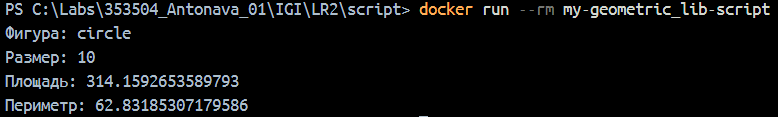 PS C:\Labs\353504_Antonava_01\IGI\LR2\script> docker run --rm my-geometric_lib-script
Фигура: circle
Размер: 10
Площадь: 314.1592653589793
Периметр: 62.83185307179586